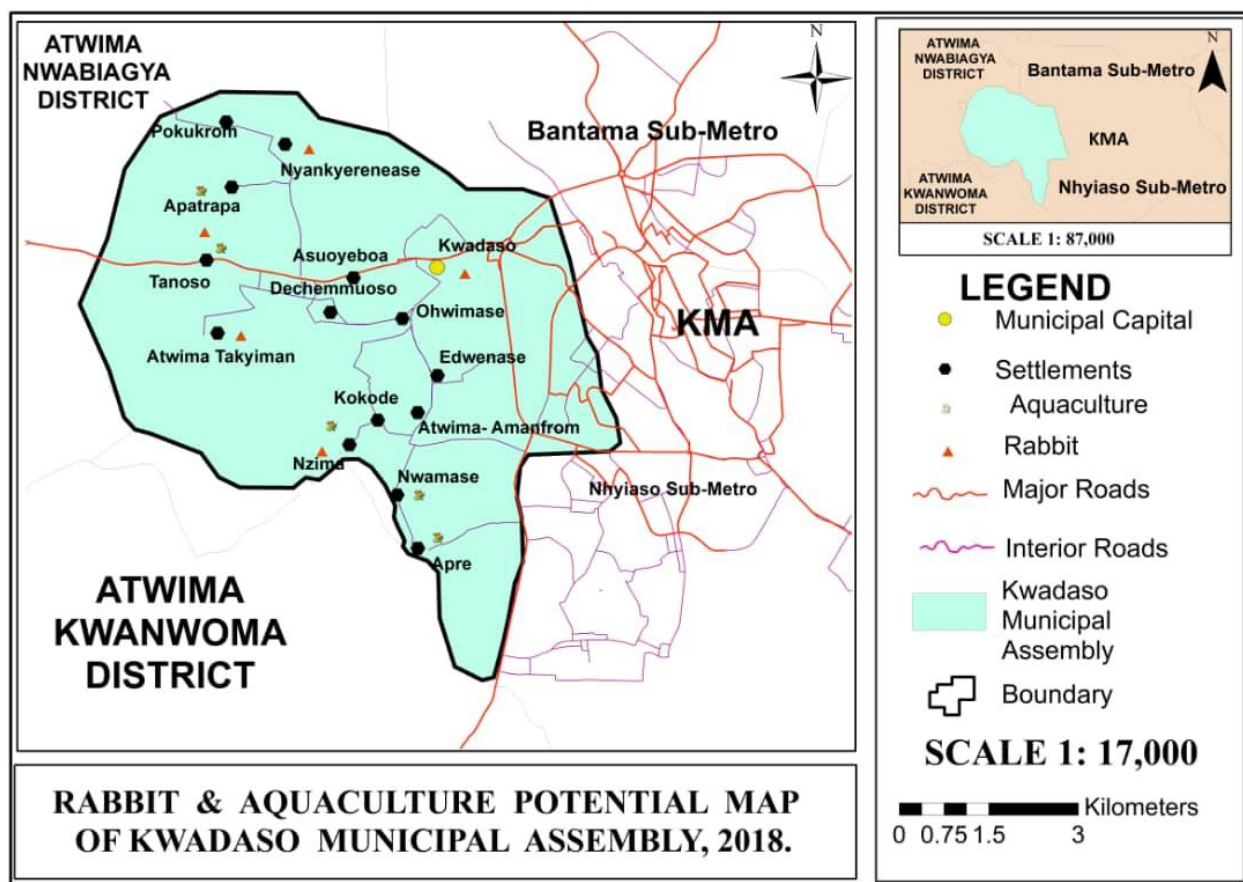 ATWIMA
NWABIAGYA
DISTRICT
N
Bantama Sub-Metro
Pokukrom
Nyankyerenease
Apatrapa
Asuoyeboa
Kwadaso
Tanoso
Dechemmuoso
Ohwimase
KMA
Atwima Takyiman
Edwenase
Kokode
Atwima- Amanfrom
Nzima
Nwamase
Nhyiaso Sub-Metro
Apre
ATWIMA
KWANWOMA
DISTRICT
RABBIT & AQUACULTURE POTENTIAL MAP
OF KWADASO MUNICIPAL ASSEMBLY, 2018.
ATWIMA
NWABIAGYA
DISTRICT
N
Bantama Sub-Metro
KMA
ATWIMA
KWANWOMA
DISTRICT
Nhyiaso Sub-Metro
SCALE 1: 87,000
LEGEND
Municipal Capital
Settlements
Aquaculture
Rabbit
Major Roads
Interior Roads
Kwadaso
Municipal
Assembly
Boundary
SCALE 1: 17,000
Kilometers
0 0.75 1.5 3